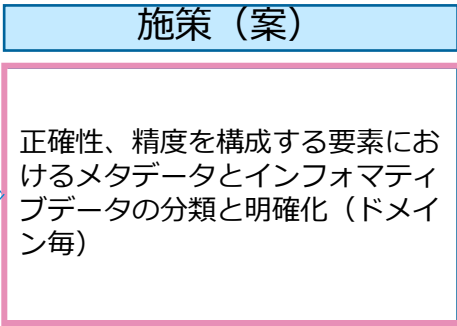 施策（案）
正確性、精度を構成する要素にお
けるメタデータとインフォマティ
ブデータの分類と明確化（ドメイ
ン毎）